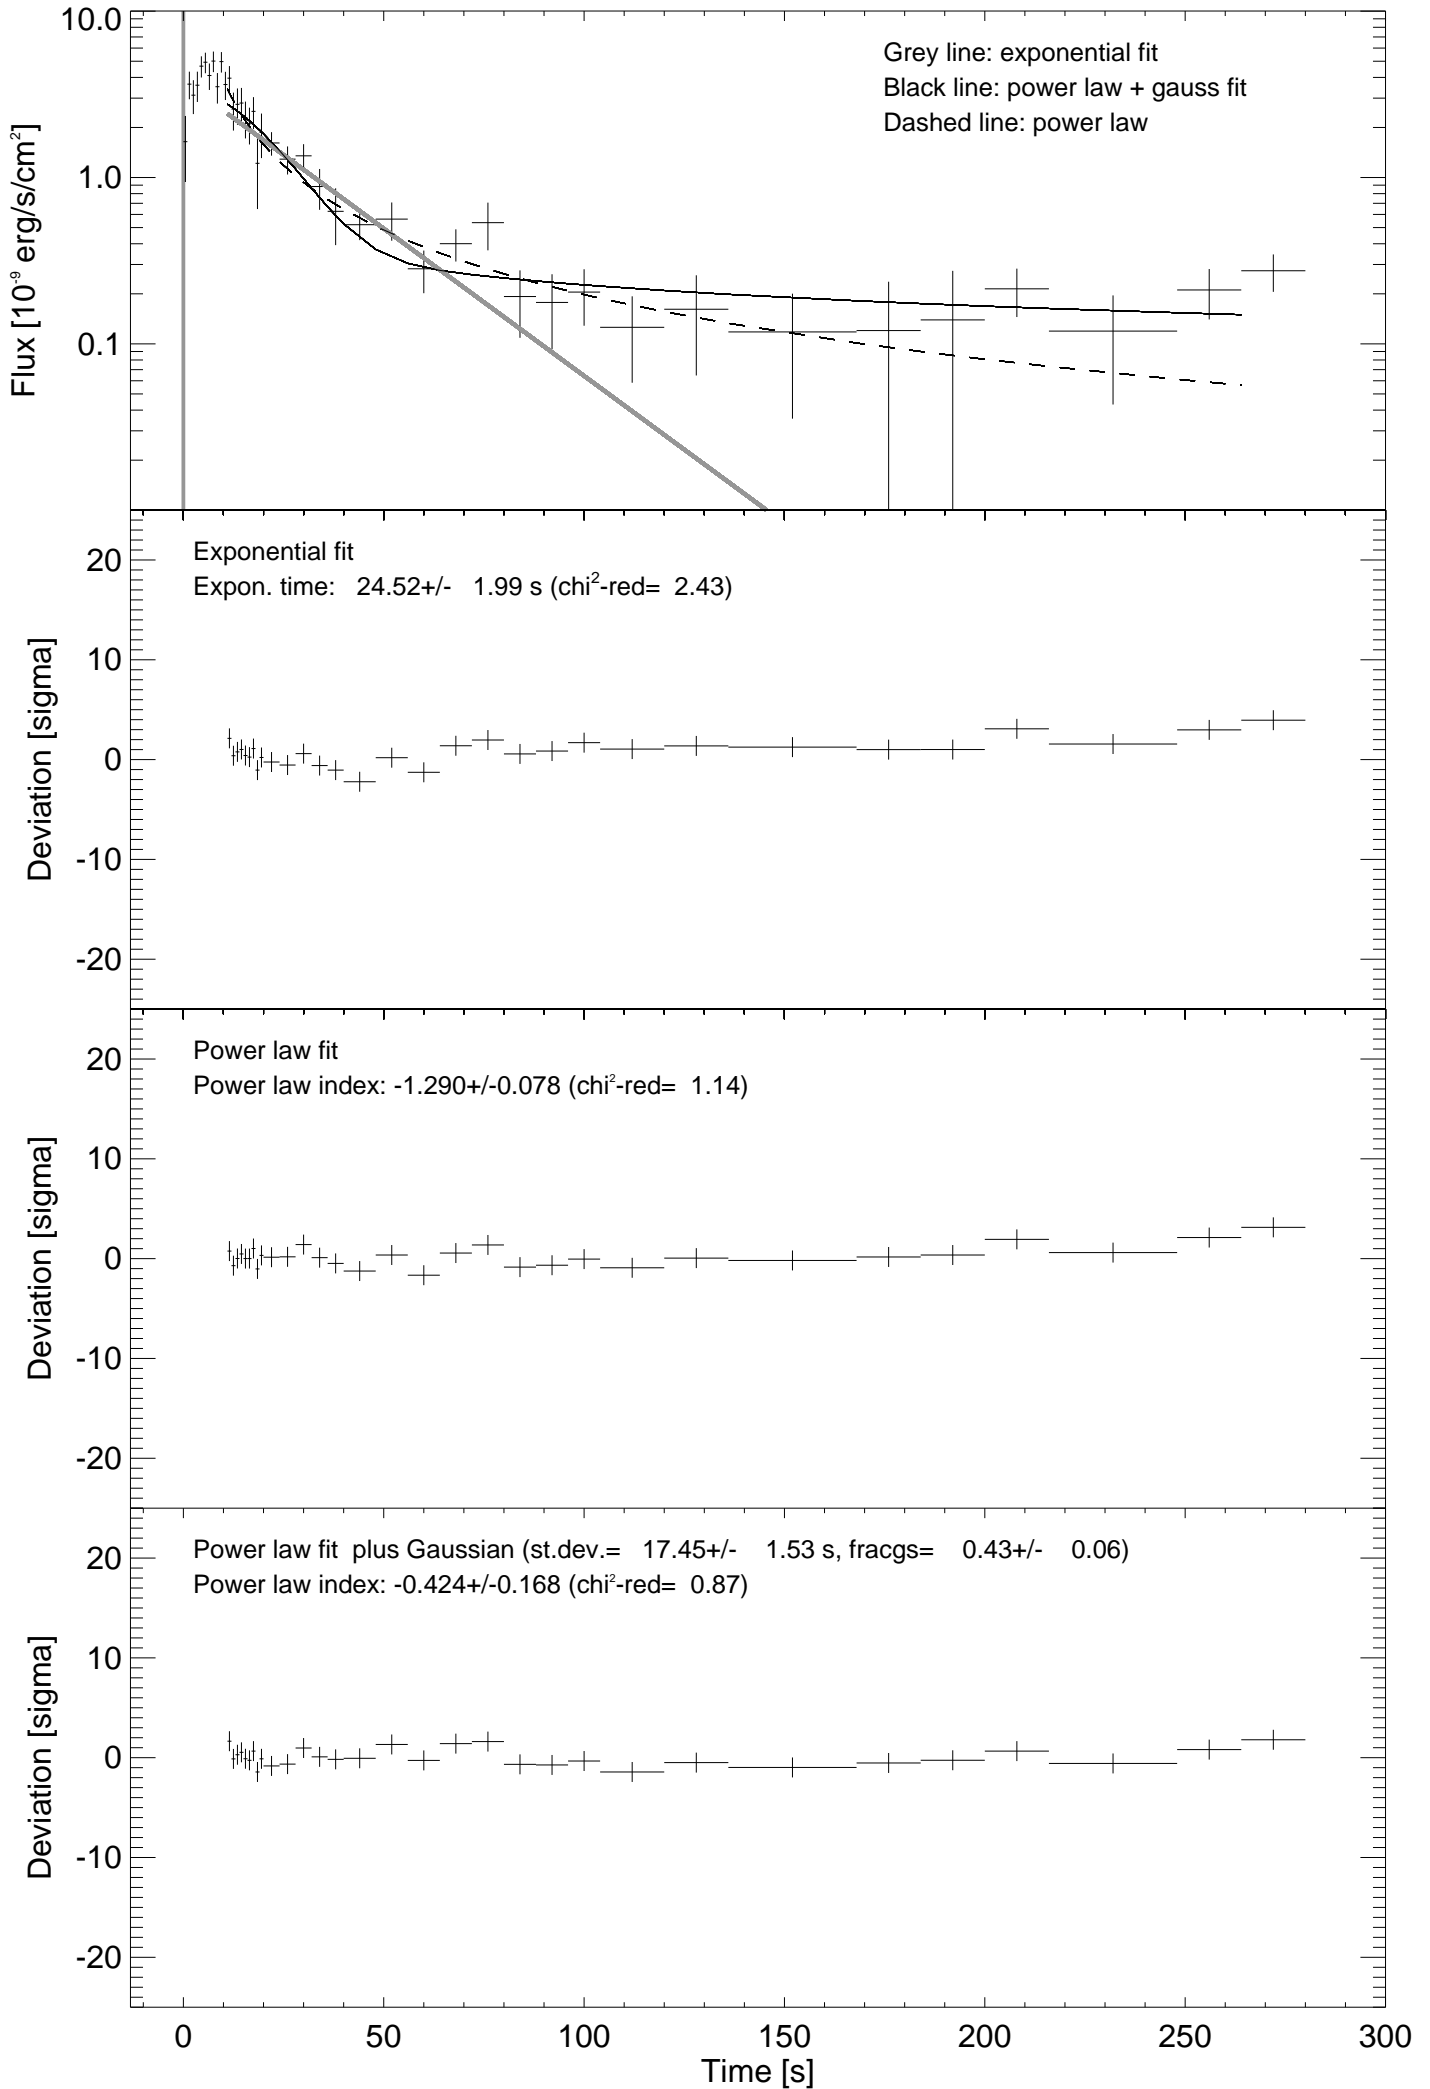 Grey line: exponential fit
Black line: power law + gauss fit
Dashed line: power law
10.0
1.0
0.1
Flux [10⁻⁹ erg/s/cm²]
Exponential fit
Expon. time: 24.52+/- 1.99 s (chi²-red= 2.43)
20
10
0
-10
-20
Deviation [sigma]
Power law fit
Power law index: -1.290+/-0.078 (chi²-red= 1.14)
20
10
0
-10
-20
Deviation [sigma]
Power law fit plus Gaussian (st.dev.= 17.45+/- 1.53 s, fracgs= 0.43+/- 0.06)
Power law index: -0.424+/-0.168 (chi²-red= 0.87)
20
10
0
-10
-20
Deviation [sigma]
0 50 100 150 200 250 300
Time [s]